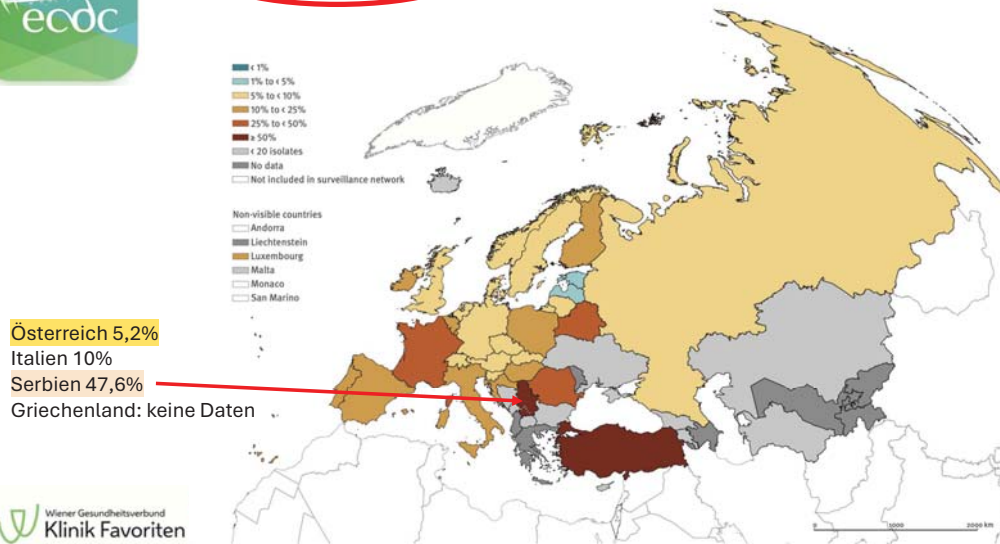 ecdc
< 1%
1% to < 5%
5% to < 10%
10% to < 25%
25% to < 50%
≥ 50%
< 20 isolates
No data
Not included in surveillance network
Non-visible countries
Andorra
Liechtenstein
Luxembourg
Malta
Monaco
San Marino
Österreich 5,2%
Italien 10%
Serbien 47,6%
Griechenland: keine Daten
Wiener Gesundheitsverbund
Klinik Favoriten
0 1000 2000 km